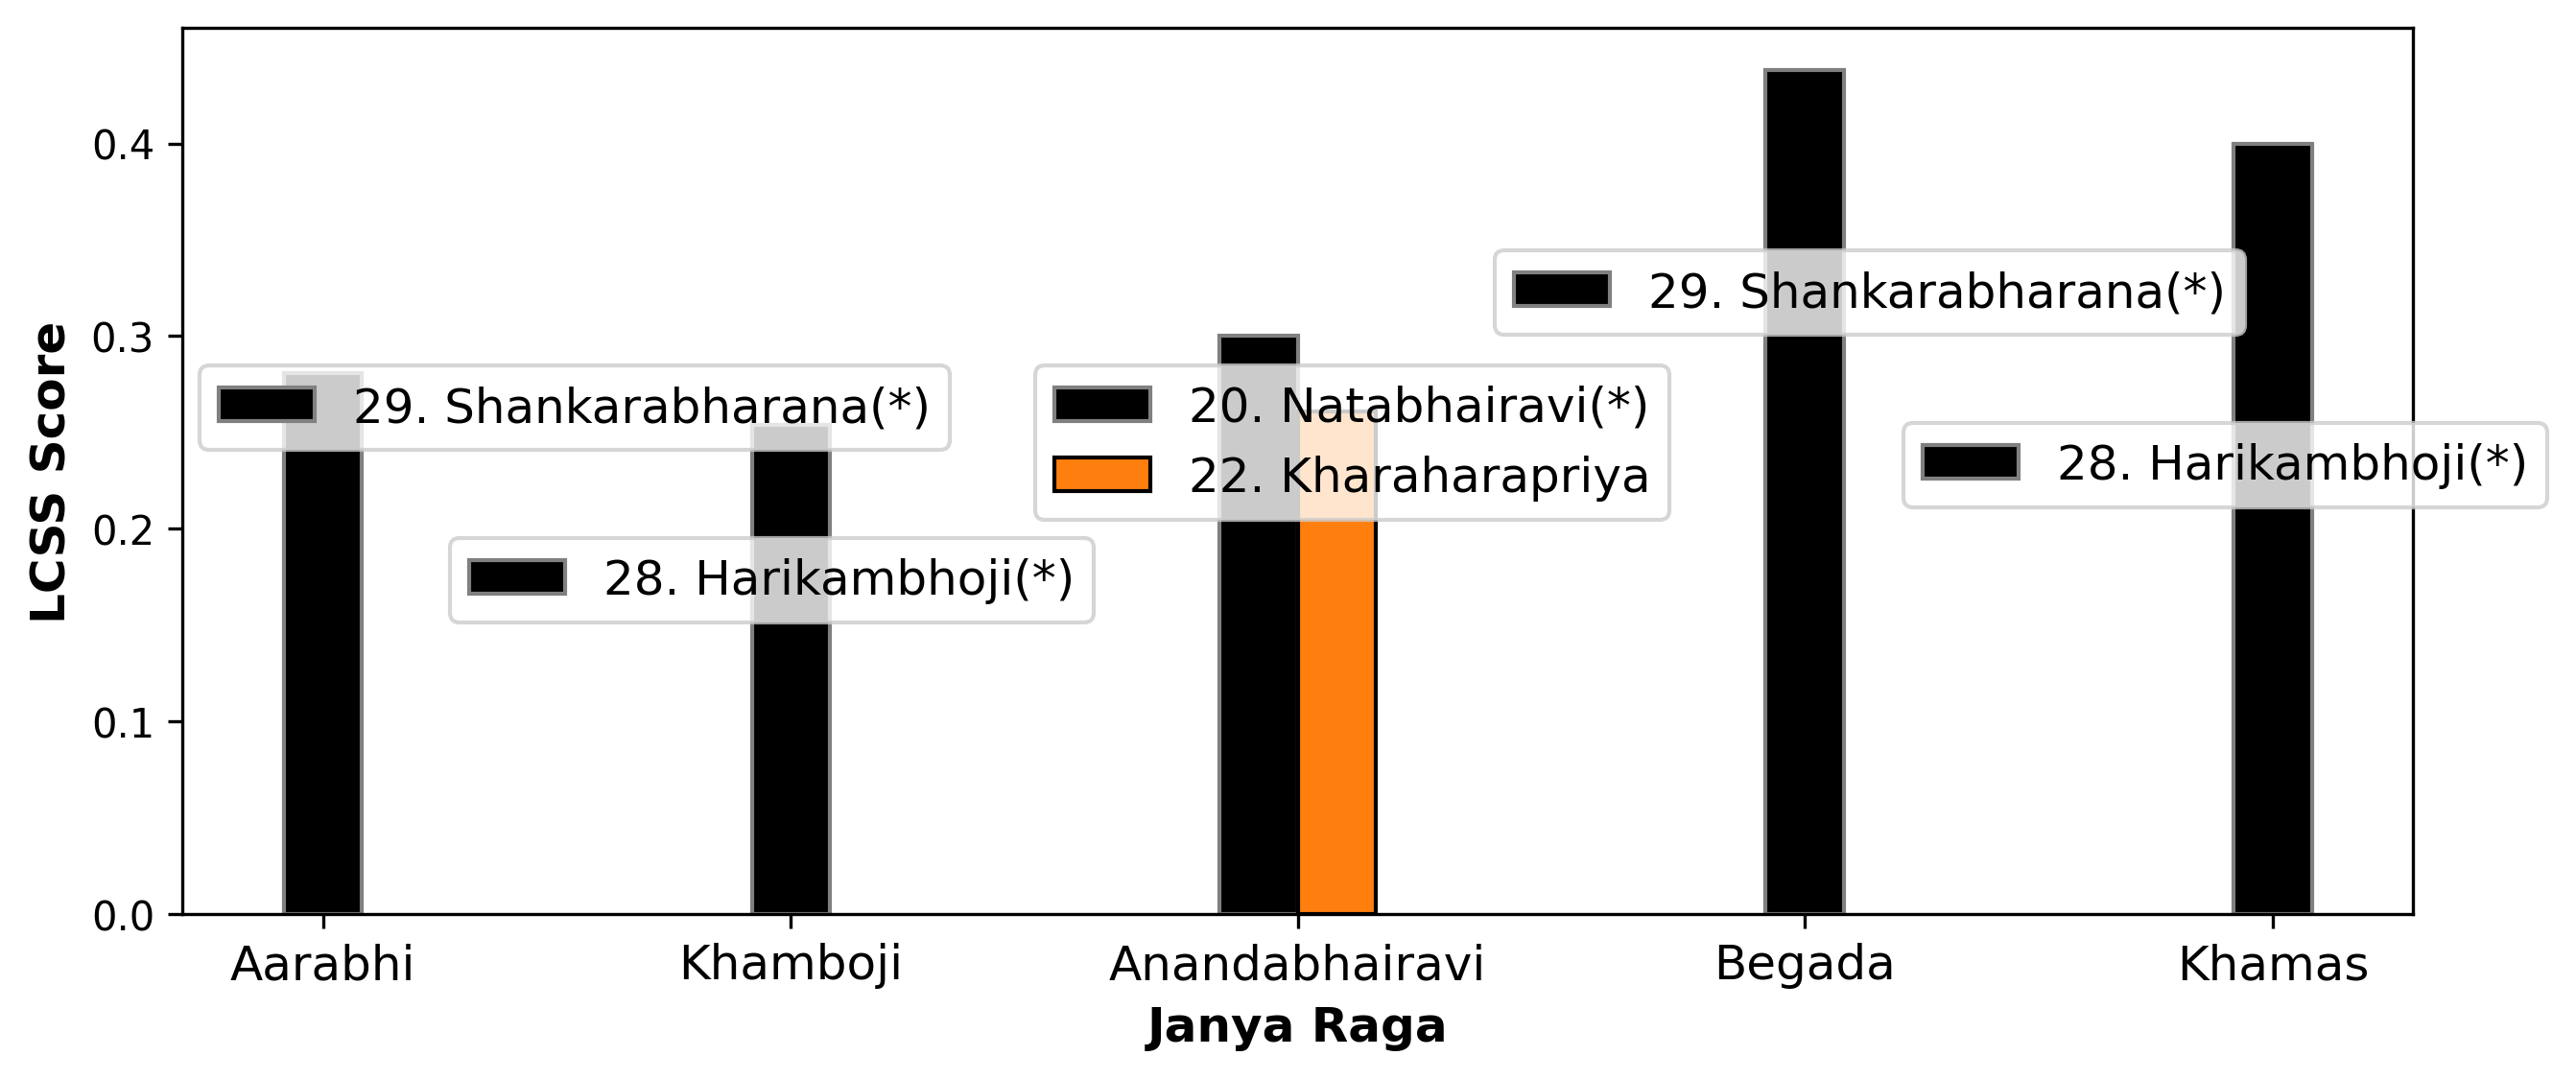 LCSS Score
0.4
0.3
0.2
0.1
0.0
29. Shankarabharana(*)
28. Harikambhoji(*)
20. Natabhairavi(*)
22. Kharaharapriya
29. Shankarabharana(*)
28. Harikambhoji(*)
Aarabhi
Khamboji
Anandabhairavi
Begada
Khamas
Janya Raga